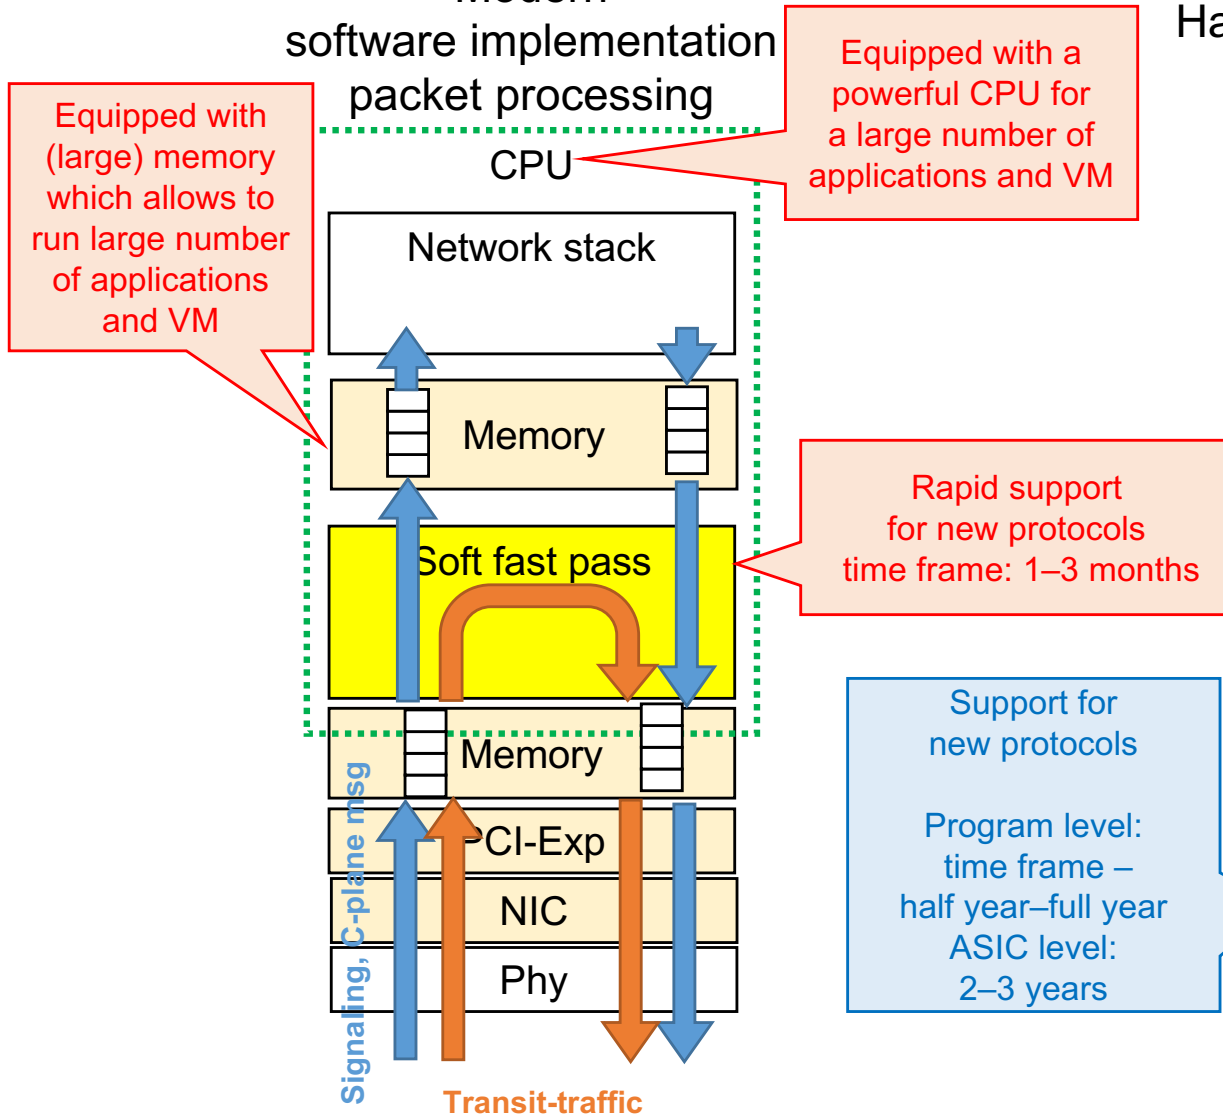 software implementation
packet processing
Ha
Equipped with
(large) memory
which allows to
run large number
of applications
and VM
Equipped with a
powerful CPU for
a large number of
applications and VM
CPU
Network stack
Memory
Soft fast pass
Rapid support
for new protocols
time frame: 1–3 months
Memory
PCI-Exp
NIC
Phy
Signaling, C-plane msg
Transit-traffic
Support for
new protocols
Program level:
time frame –
half year–full year
ASIC level:
2–3 years